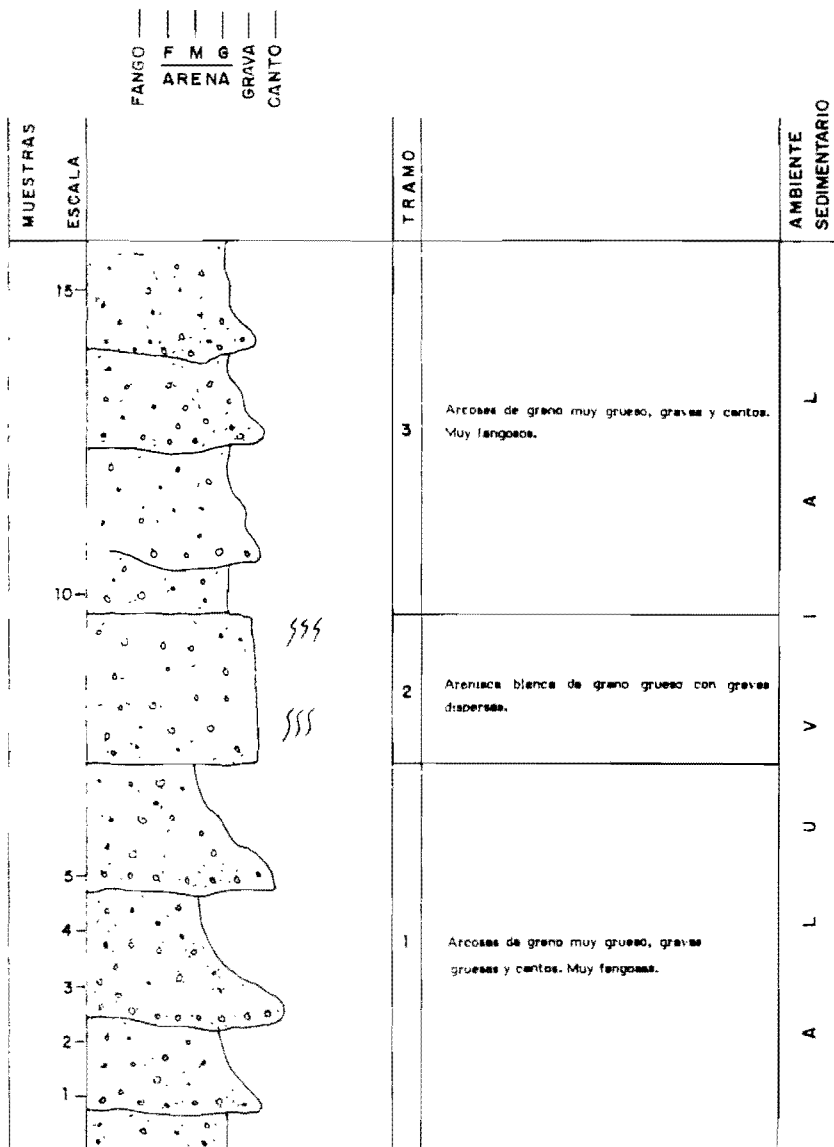 FANGO
F M G
ARENA
GRAVA
CANTO
MUESTRAS
ESCALA
TRAMO
AMBIENTE
SEDIMENTARIO
15
10
5
4
3
2
1
3
Arcosas de grano muy grueso, gravas y cantos.
Muy fangosos.
2
Arenisca blanca de grano grueso con gravas
dispersas.
1
Arcosas de grano muy grueso, gravas
gruesas y cantos. Muy fangosas.
A L U V I A L